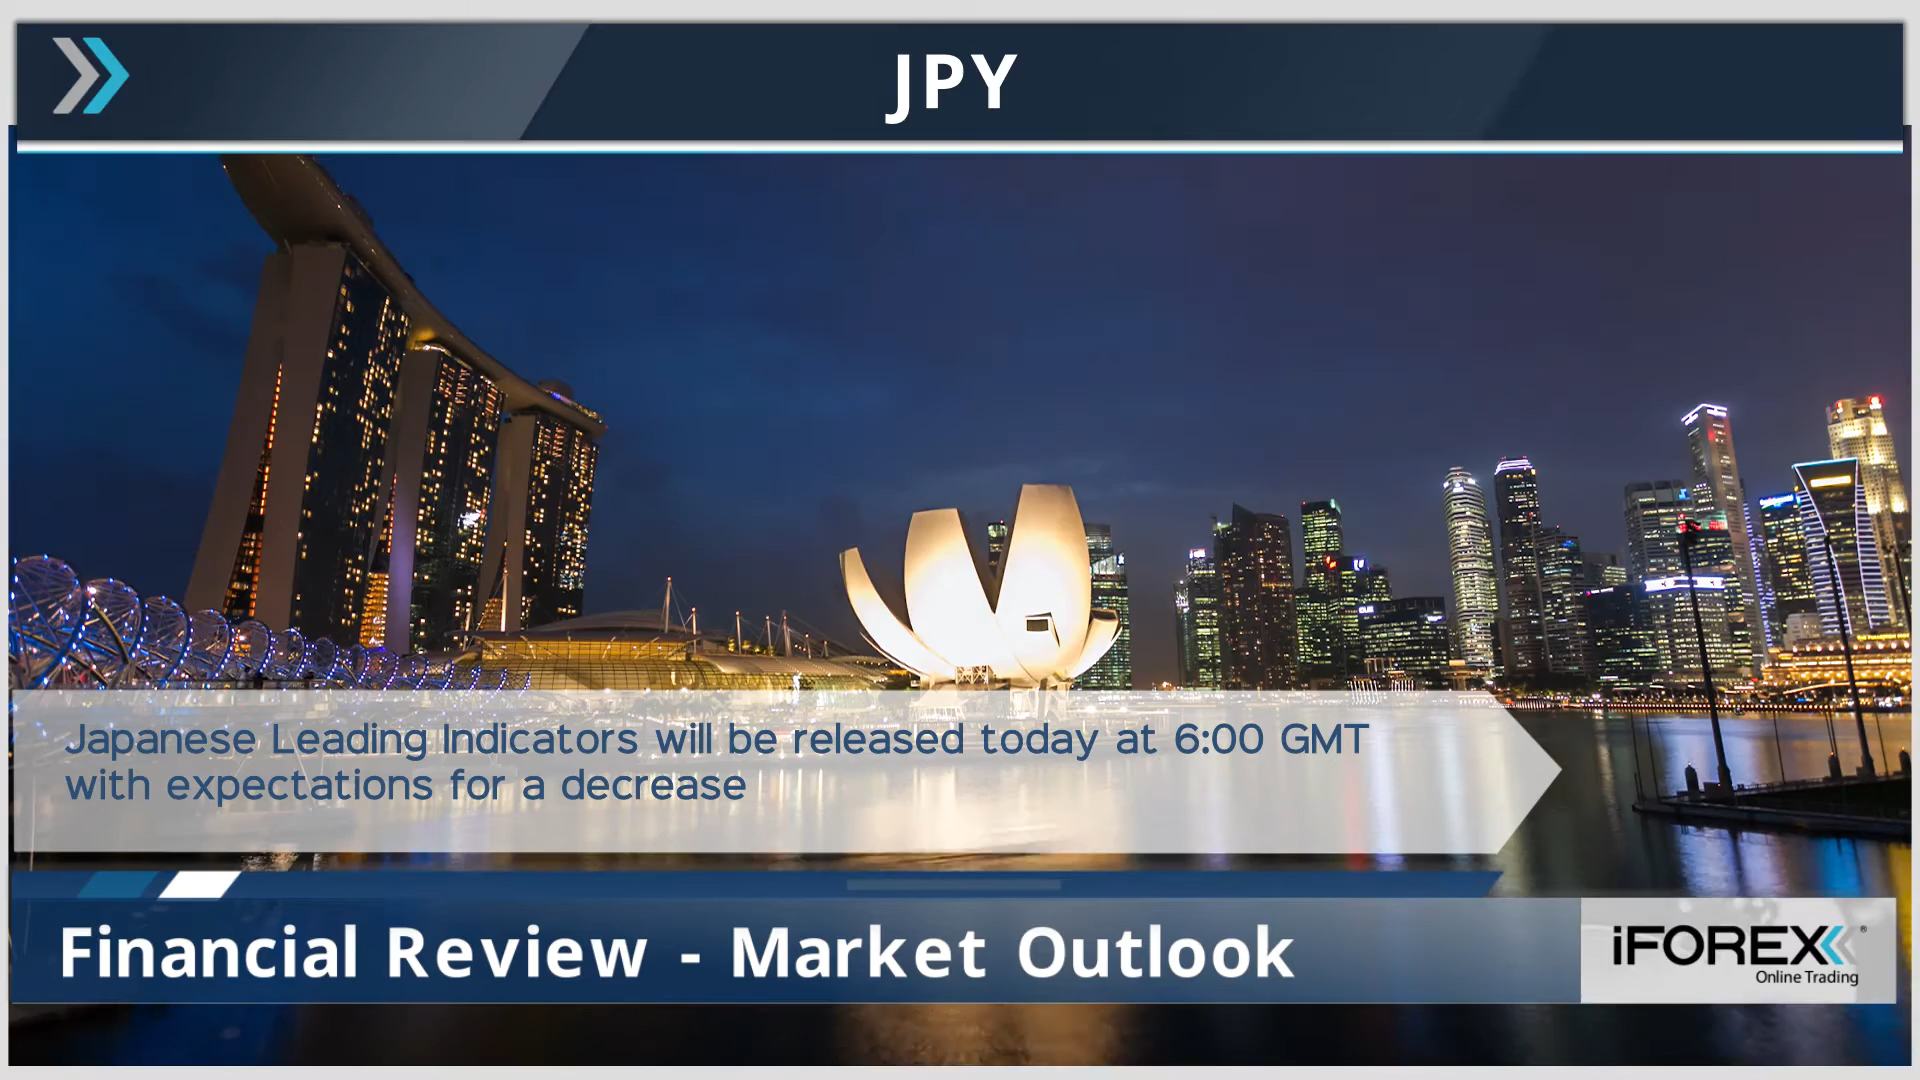 JPY
Japanese Leading Indicators will be released today at 6:00 GMT
with expectations for a decrease
Financial Review - Market Outlook
iFOREX®
Online Trading